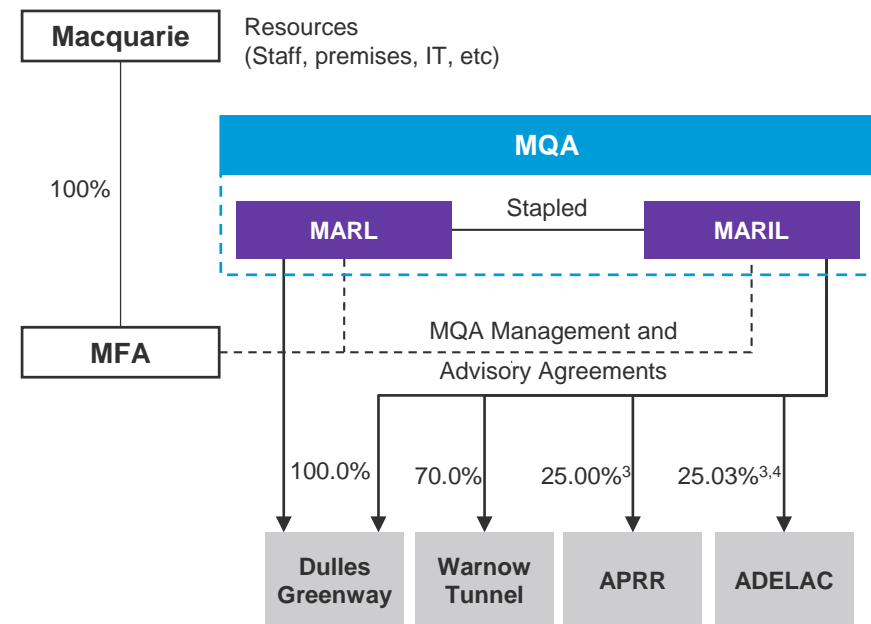 Macquarie
Resources
(Staff, premises, IT, etc)
MQA
100%
Stapled
MARL
MARIL
MFA
MQA Management and
Advisory Agreements
100.0%
70.0%
25.00%3
25.03%3,4
Dulles
Greenway
Warnow
Tunnel
APRR
ADELAC